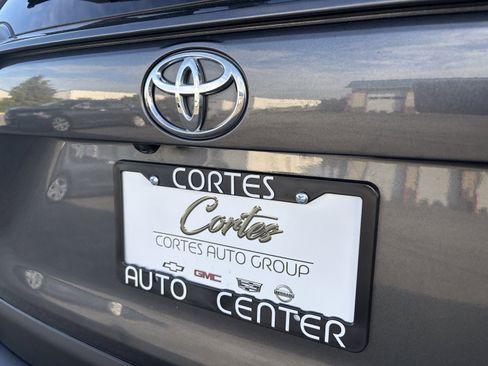 CORTES
Cortes
CORTES AUTO GROUP
GMC
AUTO CENTER